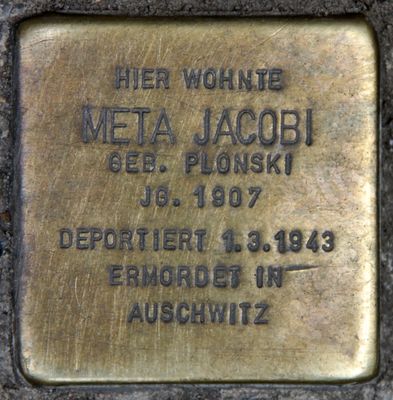 HIER WOHNTE
META JACOBI
GEB. PLONSKI
JG. 1907
DEPORTIERT 1.3.1943
ERMORDET IN
AUSCHWITZ